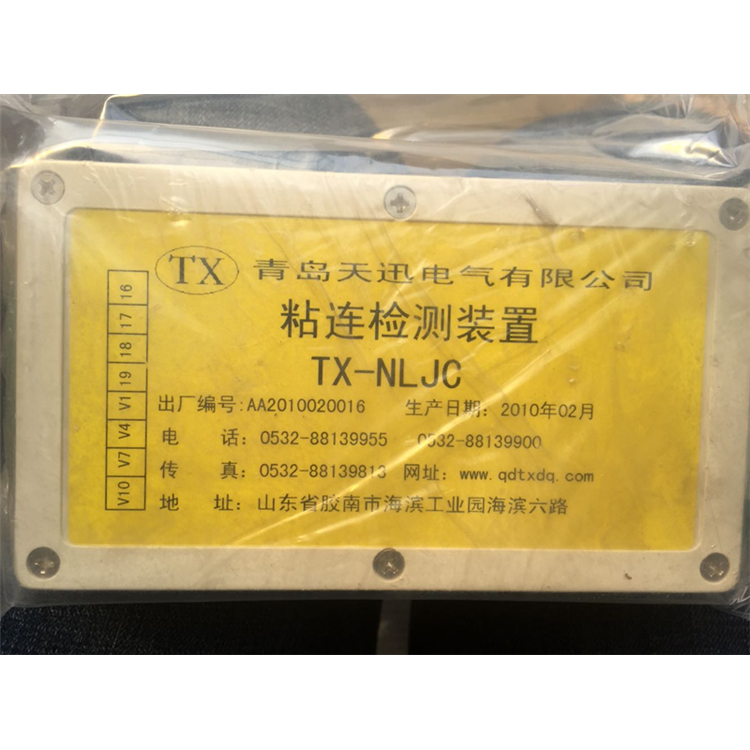 TX 青岛天迅电气有限公司
粘连检测装置
TX-NLJC
出厂编号:AA2010020016 生产日期:2010年02月
电 话:0532-88139955 0532-88139900
传 真:0532-88139813 网址:www.qdtxdq.com
地 址:山东省胶南市海滨工业园海滨六路
V10 V7 V4 V1 19 18 17 16